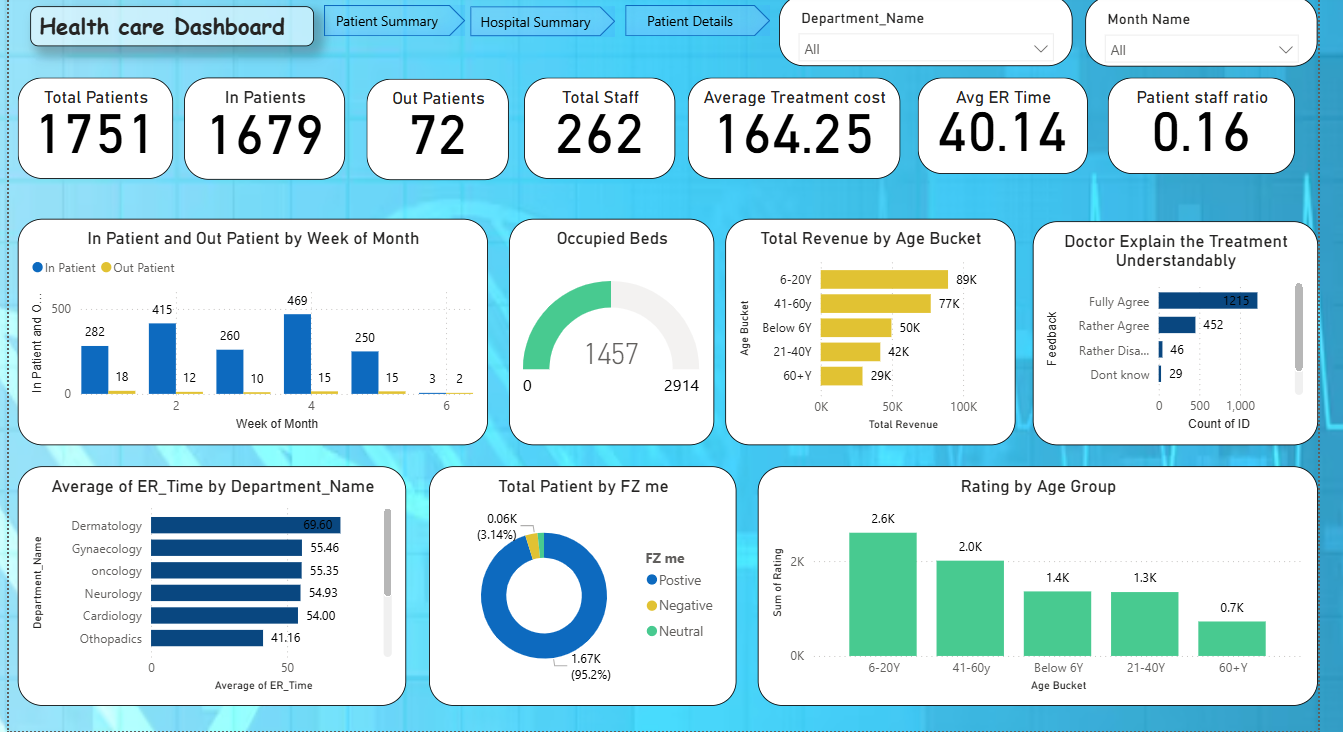 Health care Dashboard
Patient Summary
Hospital Summary
Patient Details
Department_Name
All
Month Name
All
Total Patients
1751
In Patients
1679
Out Patients
72
Total Staff
262
Average Treatment cost
164.25
Avg ER Time
40.14
Patient staff ratio
0.16
In Patient and Out Patient by Week of Month
In Patient
Out Patient
In Patient and O...
500
0
282
18
415
12
260
10
469
15
250
15
3
2
2
4
6
Week of Month
Occupied Beds
1457
0
2914
Total Revenue by Age Bucket
Age Bucket
6-20Y
89K
41-60y
77K
Below 6Y
50K
21-40Y
42K
60+Y
29K
0K
50K
100K
Total Revenue
Doctor Explain the Treatment
Understandably
Feedback
Fully Agree
1215
Rather Agree
452
Rather Disa...
46
Dont know
29
0
500
1,000
Count of ID
Average of ER_Time by Department_Name
Department_Name
Dermatology
69.60
Gynaecology
55.46
oncology
55.35
Neurology
54.93
Cardiology
54.00
Othopadics
41.16
0
50
Average of ER_Time
Total Patient by FZ me
0.06K
(3.14%)
1.67K
(95.2%)
FZ me
Postive
Negative
Neutral
Rating by Age Group
Sum of Rating
2K
0K
2.6K
2.0K
1.4K
1.3K
0.7K
6-20Y
41-60y
Below 6Y
21-40Y
60+Y
Age Bucket